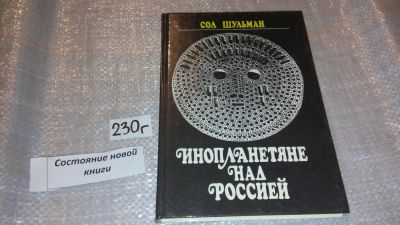 СОЛ ШУЛЬМАН
230г
Состояние новой
книги
ИНОПЛАНЕТЯНЕ
НАД
РОССИЕЙ